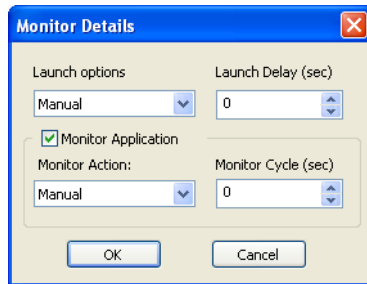 Monitor Details
Launch options Launch Delay (sec)
Manual 0
Monitor Application
Monitor Action: Monitor Cycle (sec)
Manual 0
OK Cancel